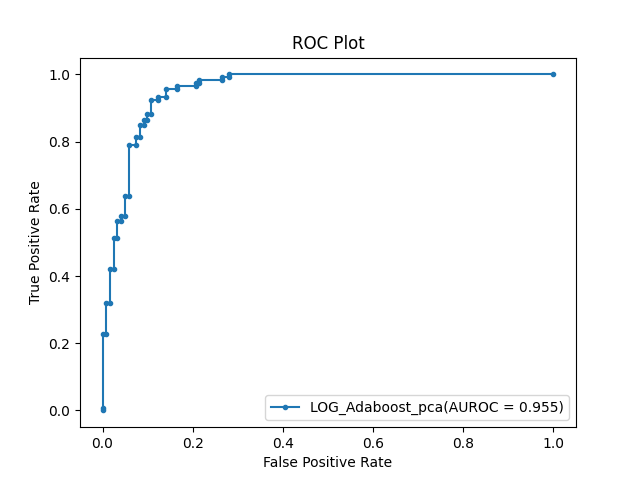 ROC Plot
1.0
0.8
0.6
0.4
0.2
0.0
True Positive Rate
LOG_Adaboost_pca(AUROC = 0.955)
0.0 0.2 0.4 0.6 0.8 1.0
False Positive Rate